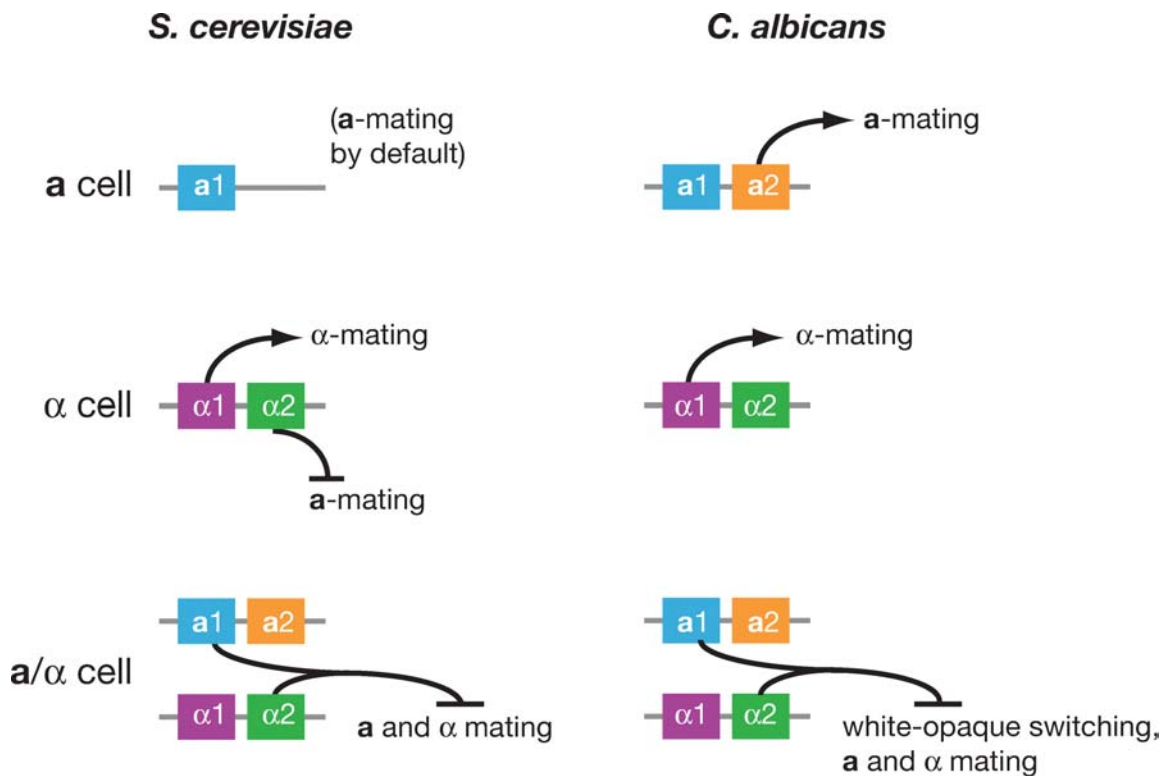 S. cerevisiae
C. albicans
a cell
a1
(a-mating
by default)
a1
a2
a-mating
α cell
α1
α2
α-mating
a-mating
α1
α2
α-mating
a/α cell
a1
a2
α1
α2
a and α mating
a1
a2
α1
α2
white-opaque switching,
a and α mating